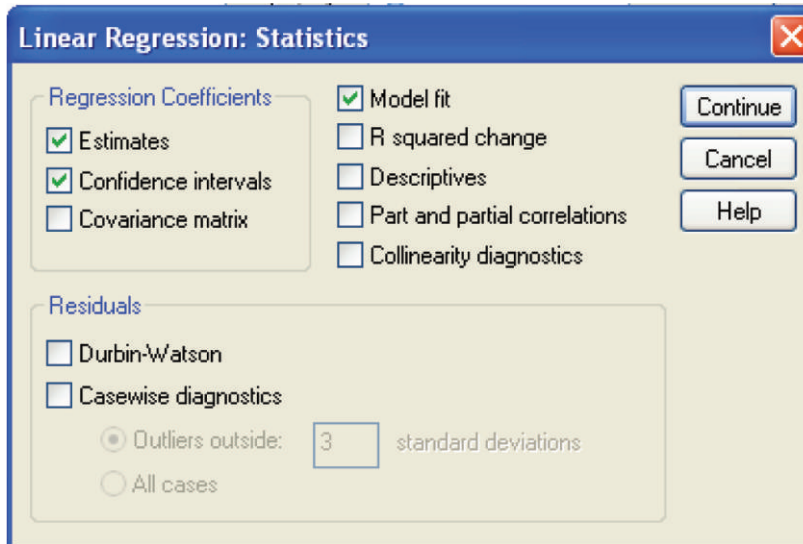 Linear Regression: Statistics
Regression Coefficients
Estimates
Confidence intervals
Covariance matrix
Model fit
R squared change
Descriptives
Part and partial correlations
Collinearity diagnostics
Continue
Cancel
Help
Residuals
Durbin-Watson
Casewise diagnostics
Outliers outside: 3 standard deviations
All cases